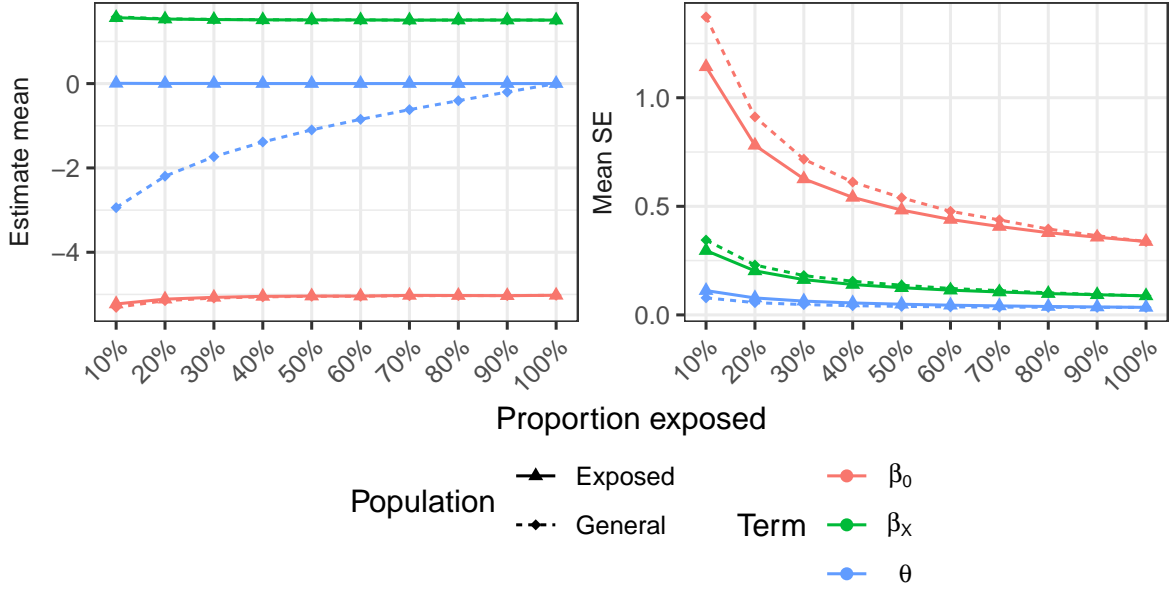 Estimate mean
0
−2
−4
10%
20%
30%
40%
50%
60%
70%
80%
90%
100%
Mean SE
1.0
0.5
0.0
10%
20%
30%
40%
50%
60%
70%
80%
90%
100%
Proportion exposed
Population
Exposed
General
Term
β₀
βX
θ